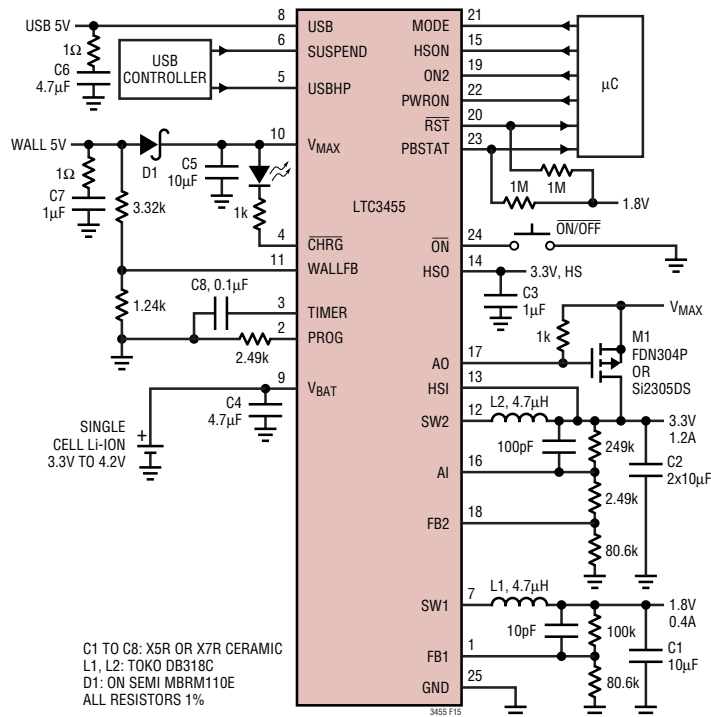 USB 5V
1Ω
C6
4.7μF
USB
CONTROLLER
8
USB
6
SUSPEND
5
USBHP
WALL 5V
1Ω
C7
1μF
D1
C5
10μF
1k
3.32k
1.24k
10
VMAX
4
CHRG
11
WALLFB
C8, 0.1μF
3
TIMER
2
PROG
2.49k
9
VBAT
C4
4.7μF
SINGLE
CELL Li-ION
3.3V TO 4.2V
+
LTC3455
MODE
21
HSON
15
ON2
19
PWRON
22
RST
20
PBSTAT
23
μC
1M
1M
1.8V
ON
24
ON/OFF
HSO
14
3.3V, HS
C3
1μF
1k
VMAX
M1
FDN304P
OR
Si2305DS
AO
17
HSI
13
SW2
12
L2, 4.7μH
3.3V
1.2A
100pF
249k
C2
2x10μF
AI
16
2.49k
FB2
18
80.6k
SW1
7
L1, 4.7μH
1.8V
0.4A
10pF
100k
C1
10μF
FB1
1
80.6k
GND
25
C1 TO C8: X5R OR X7R CERAMIC
L1, L2: TOKO DB318C
D1: ON SEMI MBRM110E
ALL RESISTORS 1%
3455 F15